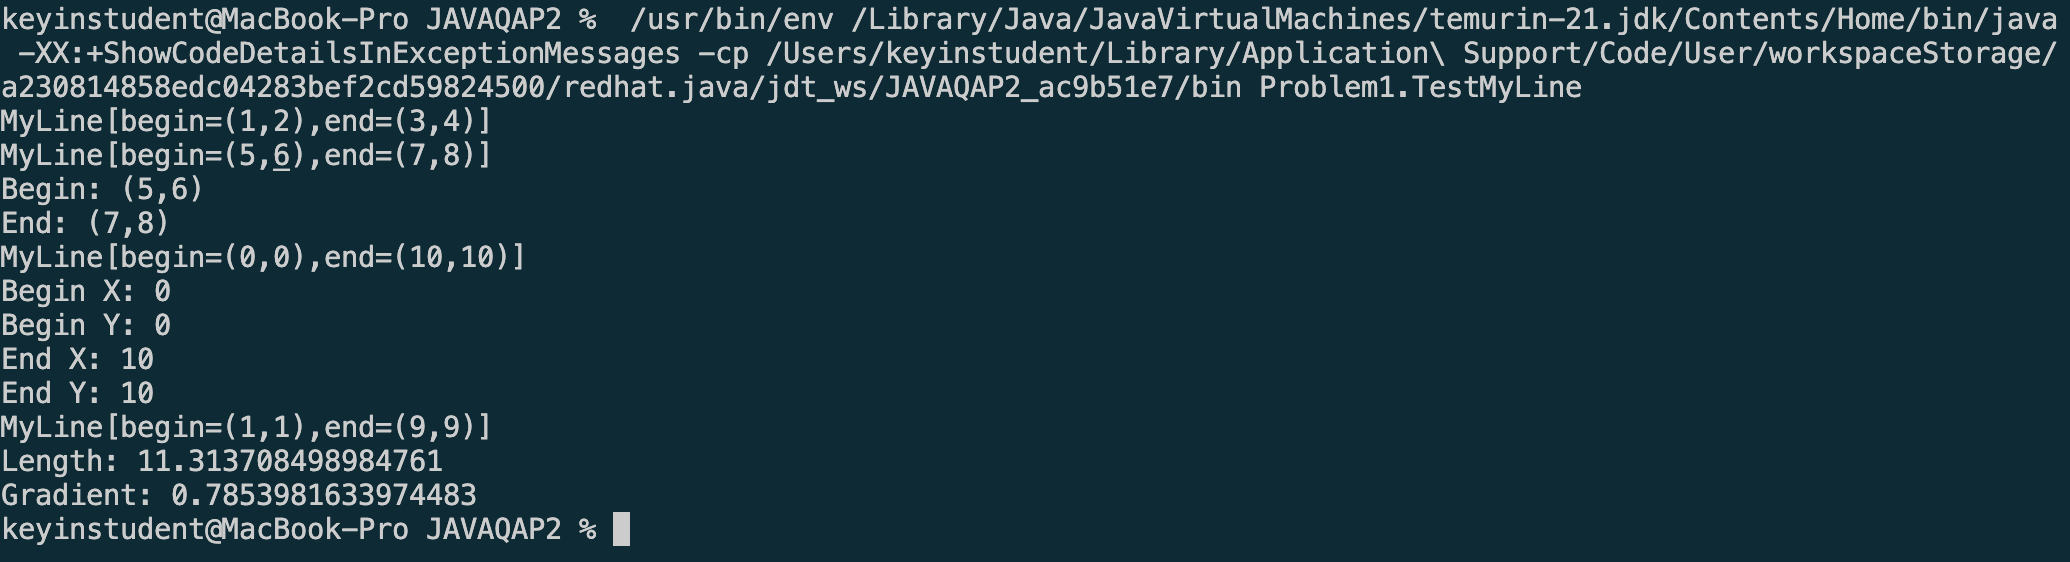 keyinstudent@MacBook-Pro JAVAQAP2 %  /usr/bin/env /Library/Java/JavaVirtualMachines/temurin-21.jdk/Contents/Home/bin/java
 -XX:+ShowCodeDetailsInExceptionMessages -cp /Users/keyinstudent/Library/Application\ Support/Code/User/workspaceStorage/
a230814858edc04283bef2cd59824500/redhat.java/jdt_ws/JAVAQAP2_ac9b51e7/bin Problem1.TestMyLine
MyLine[begin=(1,2),end=(3,4)]
MyLine[begin=(5,6),end=(7,8)]
Begin: (5,6)
End: (7,8)
MyLine[begin=(0,0),end=(10,10)]
Begin X: 0
Begin Y: 0
End X: 10
End Y: 10
MyLine[begin=(1,1),end=(9,9)]
Length: 11.313708498984761
Gradient: 0.7853981633974483
keyinstudent@MacBook-Pro JAVAQAP2 %